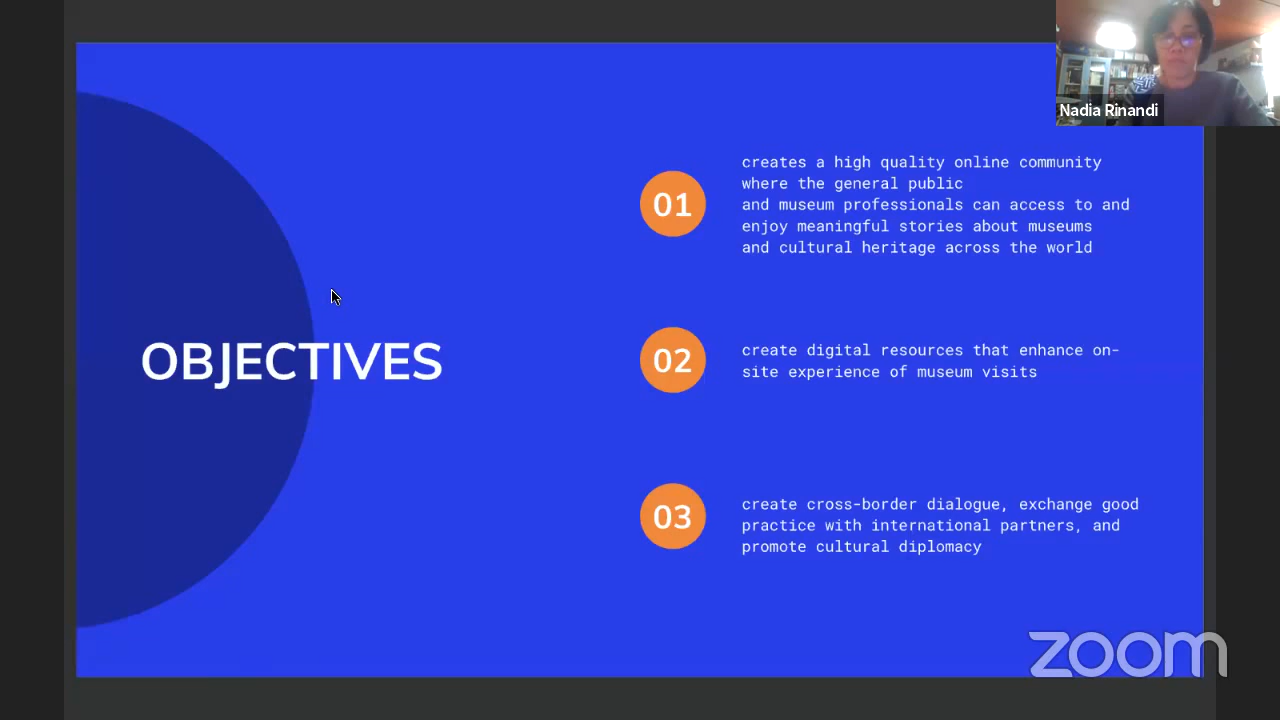 Nadia Rinandi
OBJECTIVES
01
creates a high quality online community
where the general public
and museum professionals can access to and
enjoy meaningful stories about museums
and cultural heritage across the world
02
create digital resources that enhance on-
site experience of museum visits
03
create cross-border dialogue, exchange good
practice with international partners, and
promote cultural diplomacy
zoom